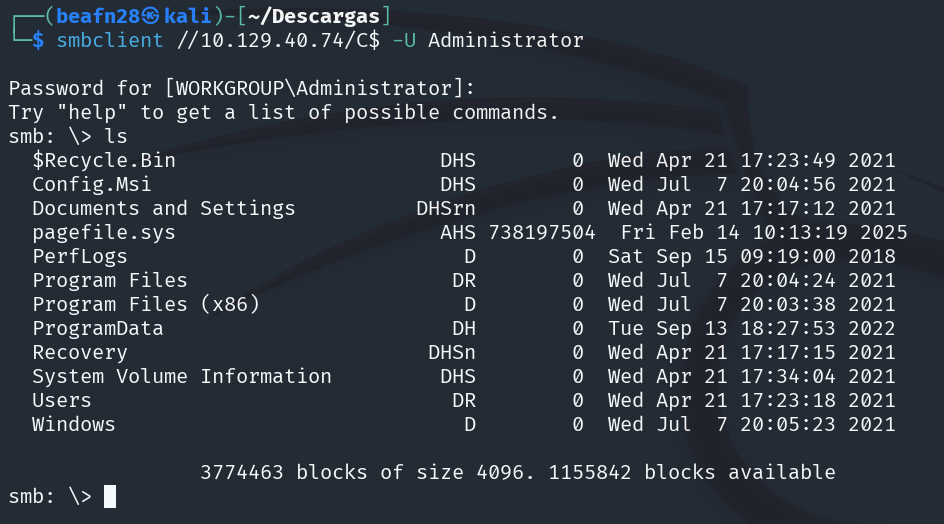 ┌──(beafn28㉿kali)-[~/Descargas]
└─$ smbclient //10.129.40.74/C$ -U Administrator
Password for [WORKGROUP\Administrator]:
Try "help" to get a list of possible commands.
smb: \> ls
  $Recycle.Bin                      DHS        0  Wed Apr 21 17:23:49 2021
  Config.Msi                        DHS        0  Wed Jul  7 20:04:56 2021
  Documents and Settings          DHSrn        0  Wed Apr 21 17:17:12 2021
  pagefile.sys                      AHS 738197504  Fri Feb 14 10:13:19 2025
  PerfLogs                            D        0  Sat Sep 15 09:19:00 2018
  Program Files                      DR        0  Wed Jul  7 20:04:24 2021
  Program Files (x86)                 D        0  Wed Jul  7 20:03:38 2021
  ProgramData                        DH        0  Tue Sep 13 18:27:53 2022
  Recovery                         DHSn        0  Wed Apr 21 17:17:15 2021
  System Volume Information         DHS        0  Wed Apr 21 17:34:04 2021
  Users                              DR        0  Wed Apr 21 17:23:18 2021
  Windows                             D        0  Wed Jul  7 20:05:23 2021
                3774463 blocks of size 4096. 1155842 blocks available
smb: \>